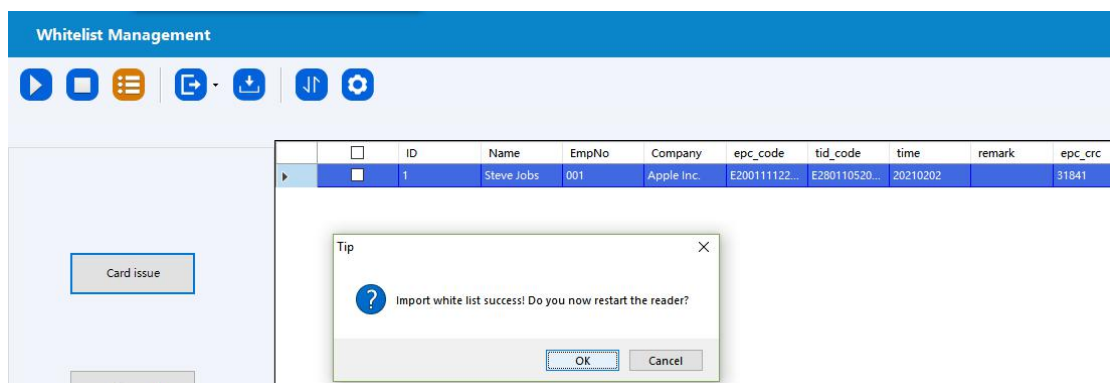 Whitelist Management
ID Name EmpNo Company epc_code tid_code time remark epc_crc
1 Steve Jobs 001 Apple Inc. E200111122... E280110520... 20210202 31841
Tip
Card issue
Import white list success! Do you now restart the reader?
OK Cancel